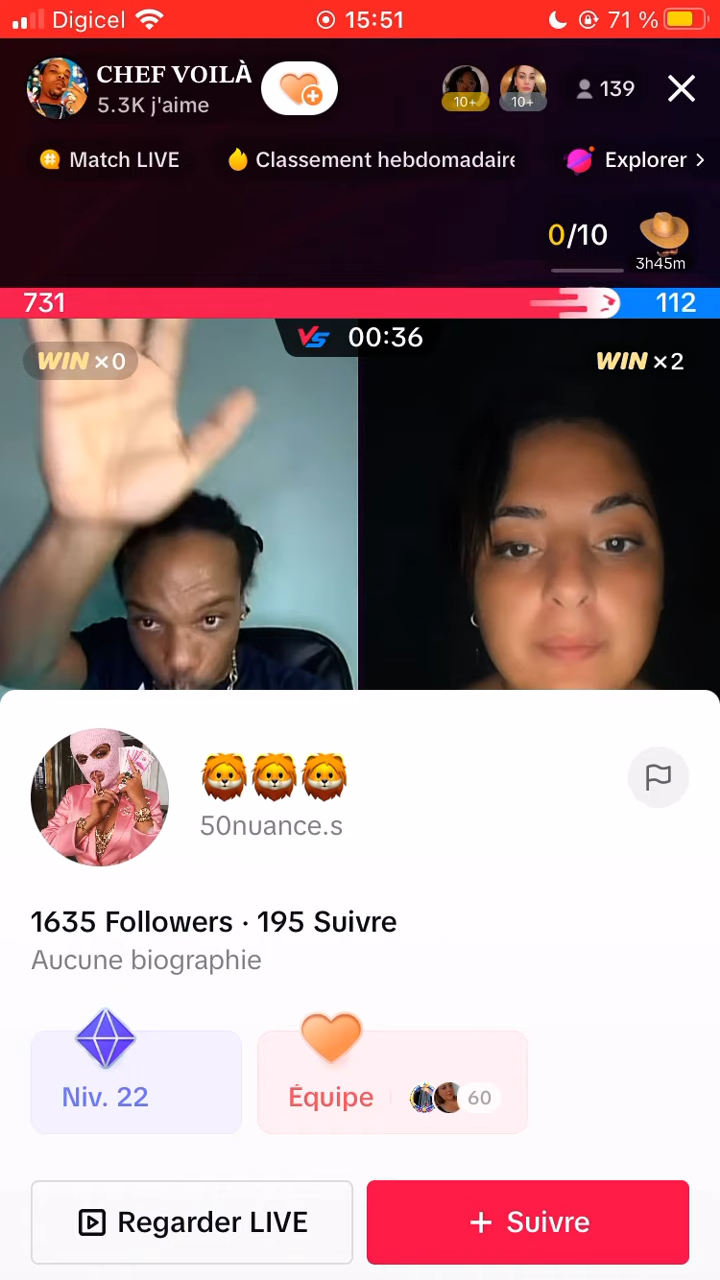 Digicel 15:51 71 %
CHEF VOILÀ
5.3K j'aime
10+ 10+ 139
Match LIVE Classement hebdomadaire Explorer
0/10
3h45m
731 112
VS 00:36
WIN ×0 WIN ×2
50nuance.s
1635 Followers · 195 Suivre
Aucune biographie
Niv. 22 Équipe 60
Regarder LIVE + Suivre